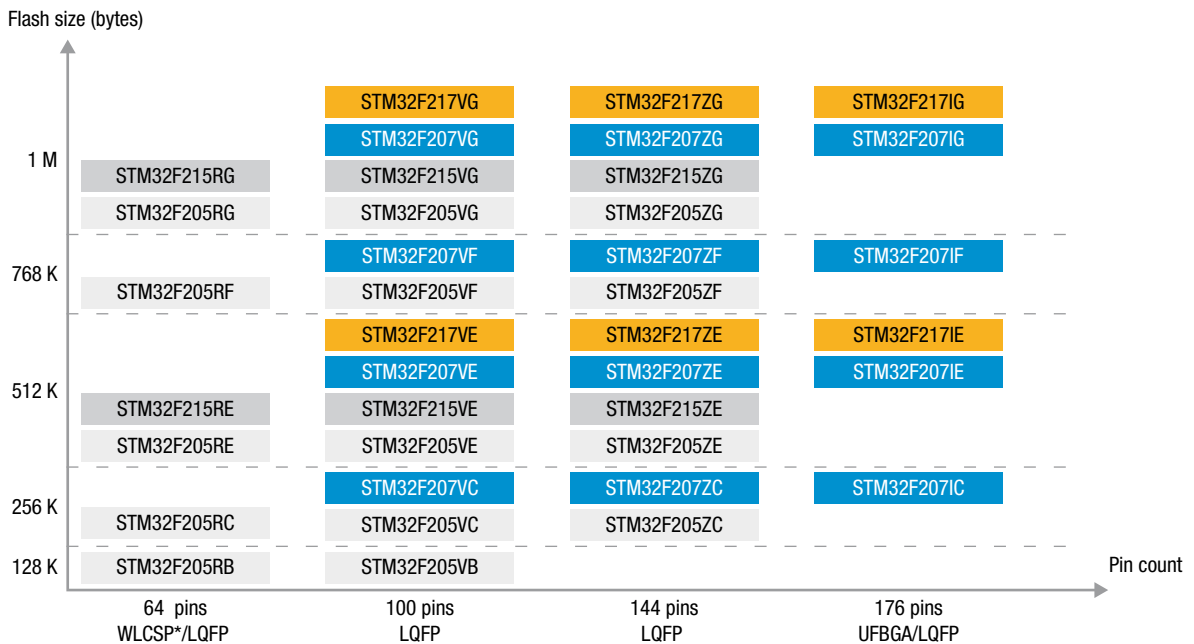 Flash size (bytes)
STM32F217VG STM32F217ZG STM32F217IG
STM32F207VG STM32F207ZG STM32F207IG
1 M
STM32F215RG STM32F215VG STM32F215ZG
STM32F205RG STM32F205VG STM32F205ZG
STM32F207VF STM32F207ZF STM32F207IF
768 K
STM32F205RF STM32F205VF STM32F205ZF
STM32F217VE STM32F217ZE STM32F217IE
STM32F207VE STM32F207ZE STM32F207IE
512 K
STM32F215RE STM32F215VE STM32F215ZE
STM32F205RE STM32F205VE STM32F205ZE
STM32F207VC STM32F207ZC STM32F207IC
256 K
STM32F205RC STM32F205VC STM32F205ZC
128 K STM32F205RB STM32F205VB
Pin count
64 pins 100 pins 144 pins 176 pins
WLCSP*/LQFP LQFP LQFP UFBGA/LQFP